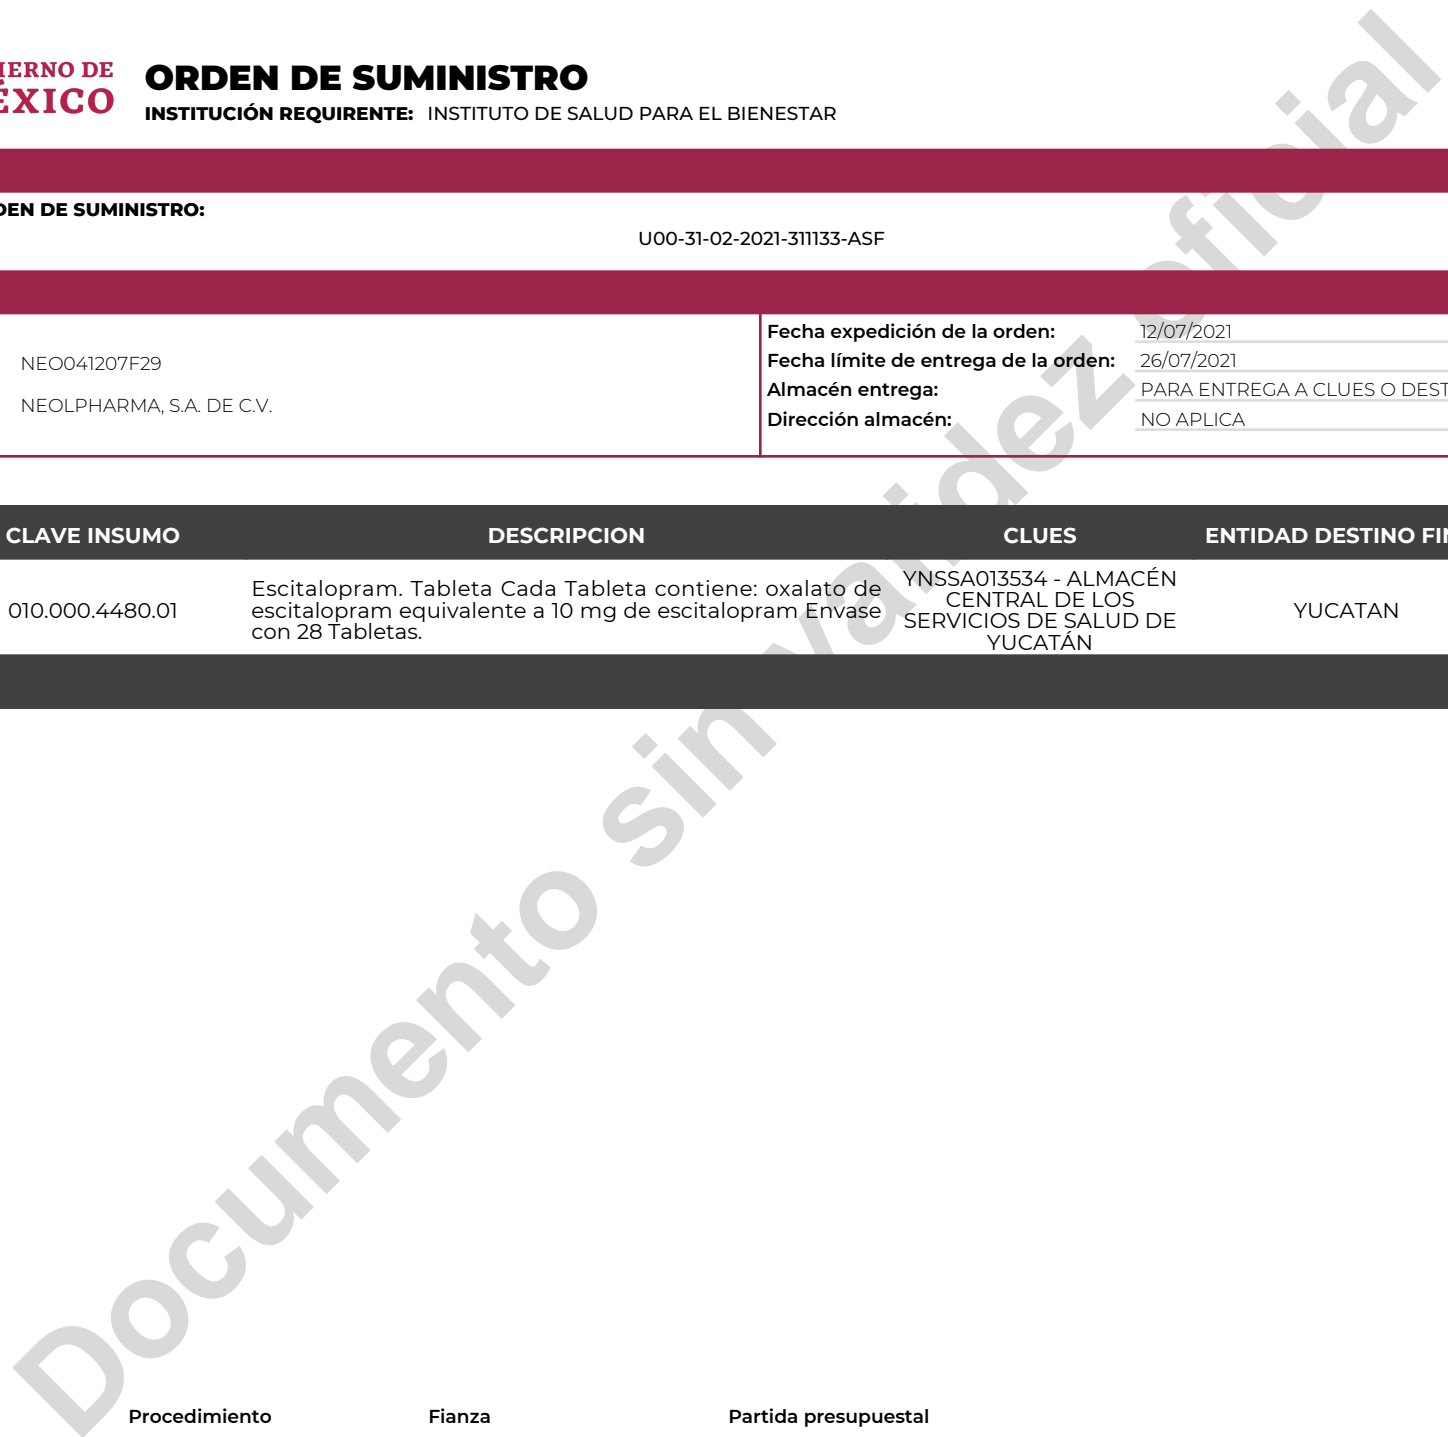 IERNO DE
ÉXICO
ORDEN DE SUMINISTRO
INSTITUCIÓN REQUIRENTE: INSTITUTO DE SALUD PARA EL BIENESTAR
DEN DE SUMINISTRO:
U00-31-02-2021-311133-ASF
NEO041207F29
NEOLPHARMA, S.A. DE C.V.
Fecha expedición de la orden: 12/07/2021
Fecha límite de entrega de la orden: 26/07/2021
Almacén entrega: PARA ENTREGA A CLUES O DEST
Dirección almacén: NO APLICA
CLAVE INSUMO DESCRIPCION CLUES ENTIDAD DESTINO FIN
010.000.4480.01
Escitalopram. Tableta Cada Tableta contiene: oxalato de
escitalopram equivalente a 10 mg de escitalopram Envase
con 28 Tabletas.
YNSSA013534 - ALMACÉN
CENTRAL DE LOS
SERVICIOS DE SALUD DE
YUCATÁN
YUCATAN
Documento sin validez oficial
Procedimiento Fianza Partida presupuestal